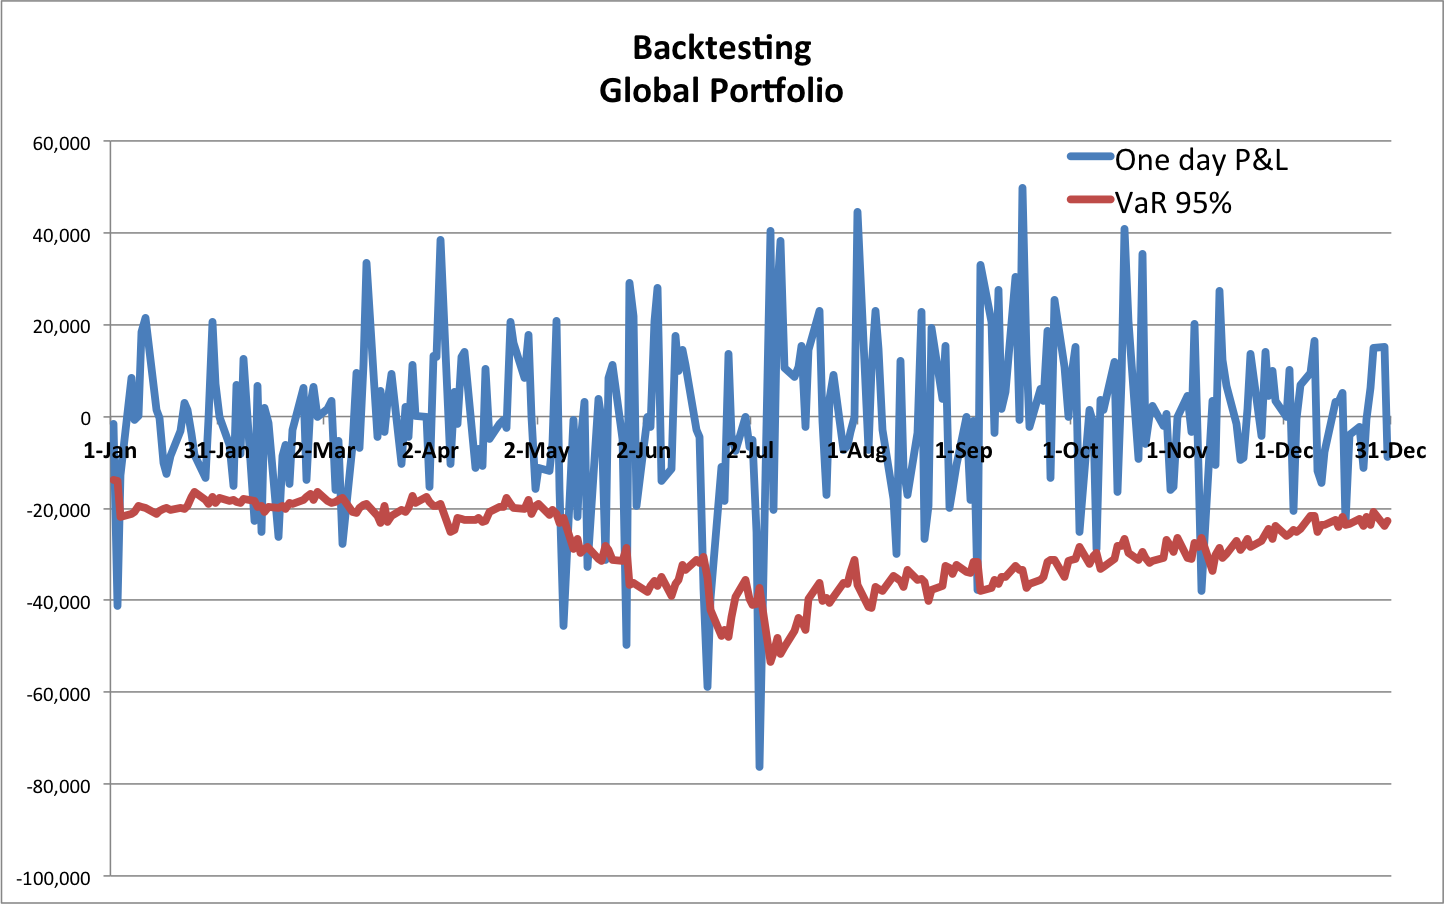 Backtesting
Global Portfolio
60,000
One day P&L
VaR 95%
40,000
20,000
0
1-Jan 31-Jan 2-Mar 2-Apr 2-May 2-Jun 2-Jul 1-Aug 1-Sep 1-Oct 1-Nov 1-Dec 31-Dec
-20,000
-40,000
-60,000
-80,000
-100,000